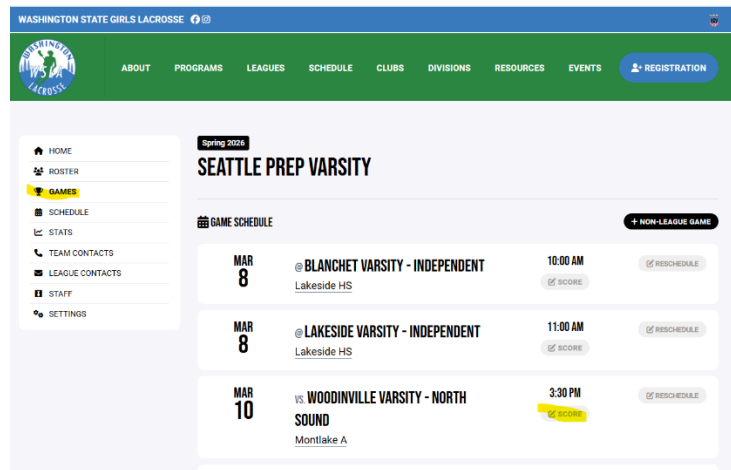 WASHINGTON STATE GIRLS LACROSSE
WASHINGTON
WSLA
LACROSSE
ABOUT PROGRAMS LEAGUES SCHEDULE CLUBS DIVISIONS RESOURCES EVENTS REGISTRATION
HOME
ROSTER
GAMES
SCHEDULE
STATS
TEAM CONTACTS
LEAGUE CONTACTS
STAFF
SETTINGS
Spring 2026
SEATTLE PREP VARSITY
GAME SCHEDULE
+ NON-LEAGUE GAME
MAR
8
@ BLANCHET VARSITY - INDEPENDENT
Lakeside HS
10:00 AM
SCORE
RESCHEDULE
MAR
8
@ LAKESIDE VARSITY - INDEPENDENT
Lakeside HS
11:00 AM
SCORE
RESCHEDULE
MAR
10
VS. WOODINVILLE VARSITY - NORTH
SOUND
Montlake A
3:30 PM
SCORE
RESCHEDULE